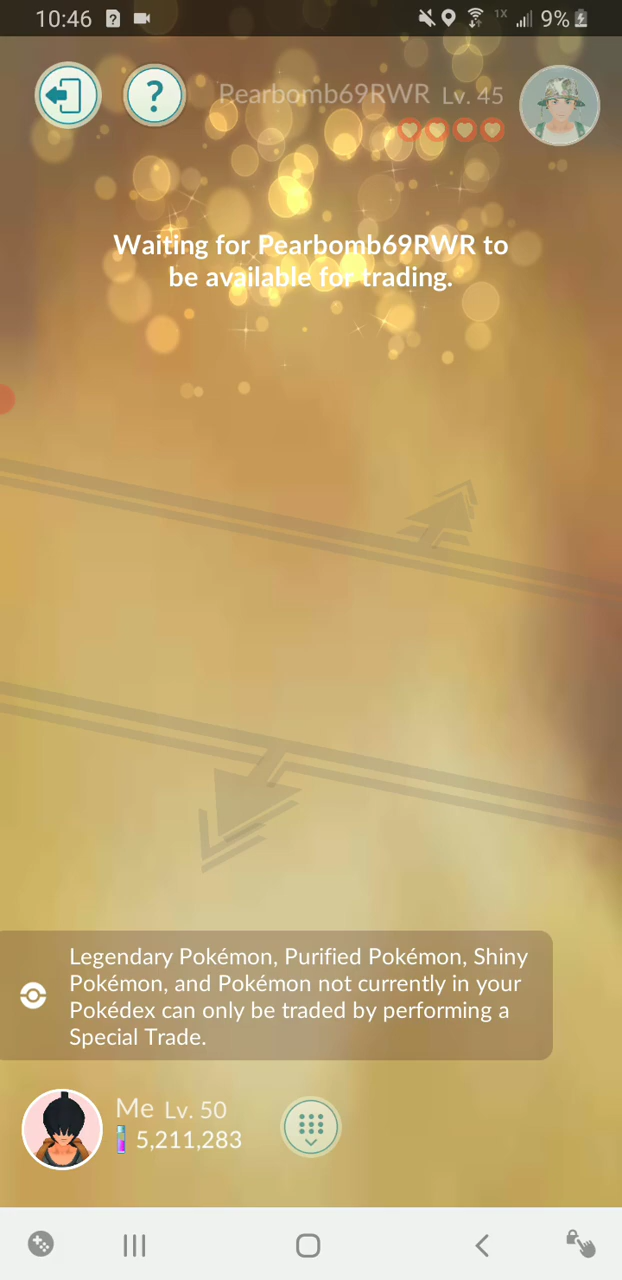 10:46 1X 9%
? Pearbomb69RWR Lv. 45
Waiting for Pearbomb69RWR to
be available for trading.
Legendary Pokémon, Purified Pokémon, Shiny
Pokémon, and Pokémon not currently in your
Pokédex can only be traded by performing a
Special Trade.
Me Lv. 50
5,211,283